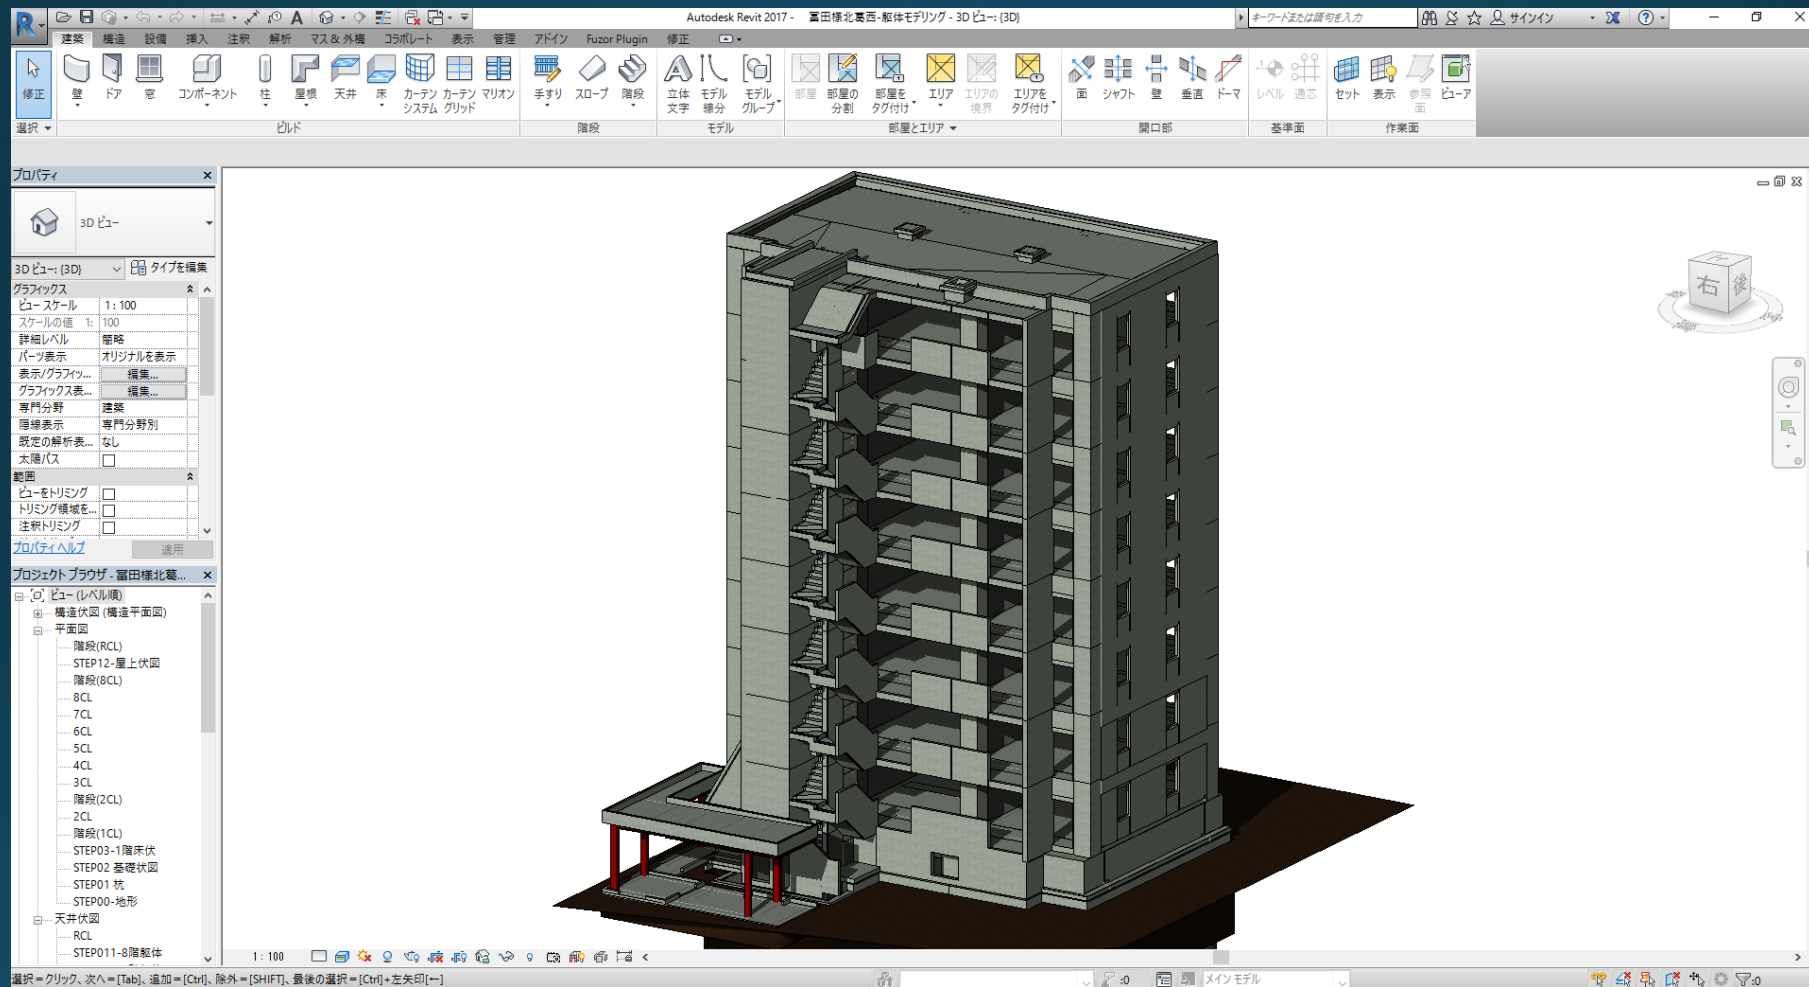 Autodesk Revit 2017 - 冨田様北葛西-躯体モデリング - 3D ビュー: {3D}
キーワードまたは語句を入力
サインイン
建築 構造 設備 挿入 注釈 解析 マス & 外構 コラボレート 表示 管理 アドイン Fuzor Plugin 修正
修正 壁 ドア 窓 コンポーネント 柱 屋根 天井 床 カーテン システム カーテン グリッド マリオン 手すり スロープ 階段 立体 文字 モデル 線分 モデル グループ 部屋 部屋の 分割 部屋を タグ付け エリア エリアの 境界 エリアを タグ付け 面 シャフト 壁 垂直 ドーマ レベル 通芯 セット 表示 参照 面 ビューア
選択 ビルド 階段 モデル 部屋とエリア 開口部 基準面 作業面
プロパティ
3D ビュー
3D ビュー: {3D} タイプを編集
グラフィックス
ビュー スケール 1 : 100
スケールの値 1: 100
詳細レベル 簡略
パーツ表示 オリジナルを表示
表示/グラフィッ... 編集...
グラフィックス表... 編集...
専門分野 建築
隠線表示 専門分野別
既定の解析表... なし
太陽パス
範囲
ビューをトリミング
トリミング領域を...
注釈トリミング
プロパティ ヘルプ 適用
プロジェクト ブラウザ - 冨田様北葛...
ビュー (レベル順)
構造伏図 (構造平面図)
平面図
階段(RCL)
STEP12-屋上伏図
階段(8CL)
8CL
7CL
6CL
5CL
4CL
3CL
階段(2CL)
2CL
階段(1CL)
STEP03-1階床伏
STEP02 基礎状図
STEP01 杭
STEP00-地形
天井伏図
RCL
STEP011-8階躯体
右 後
1 : 100
選択 = クリック、次へ = [Tab]、追加 = [Ctrl]、除外 = [SHIFT]、最後の選択 = [Ctrl]+左矢印[←]
:0 メイン モデル :0